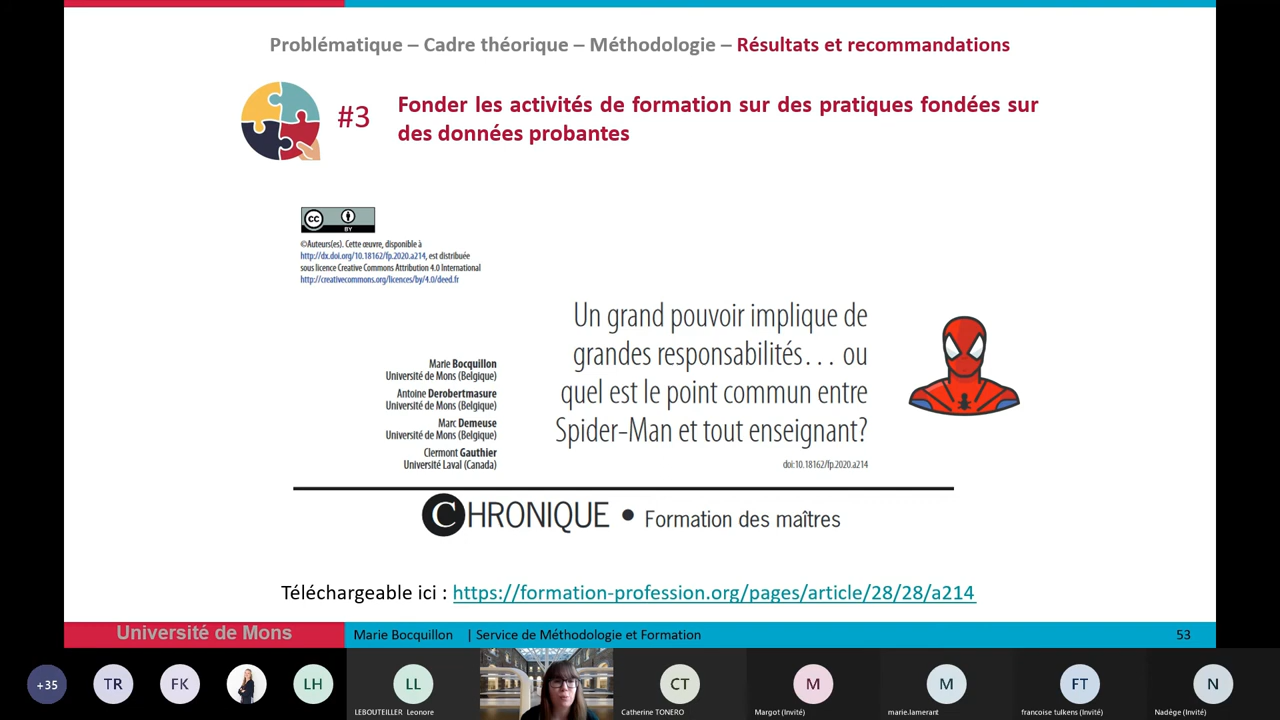 Problématique – Cadre théorique – Méthodologie – Résultats et recommandations
#3
Fonder les activités de formation sur des pratiques fondées sur
des données probantes
cc
BY
©Auteurs(es). Cette œuvre, disponible à
http://dx.doi.org/10.18162/fp.2020.a214, est distribuée
sous licence Creative Commons Attribution 4.0 International
http://creativecommons.org/licences/by/4.0/deed.fr
Un grand pouvoir implique de
grandes responsabilités… ou
quel est le point commun entre
Spider-Man et tout enseignant?
doi:10.18162/fp.2020.a214
Marie Bocquillon
Université de Mons (Belgique)
Antoine Derobertmasure
Université de Mons (Belgique)
Marc Demeuse
Université de Mons (Belgique)
Clermont Gauthier
Université Laval (Canada)
CHRONIQUE • Formation des maîtres
Téléchargeable ici : https://formation-profession.org/pages/article/28/28/a214
Université de Mons
Marie Bocquillon | Service de Méthodologie et Formation
53
+35
TR
FK
LH
LL
LEBOUTEILLER Leonore
CT
Catherine TONERO
M
Margot (Invité)
M
marie.lamerant
FT
francoise tulkens (Invité)
N
Nadège (Invité)